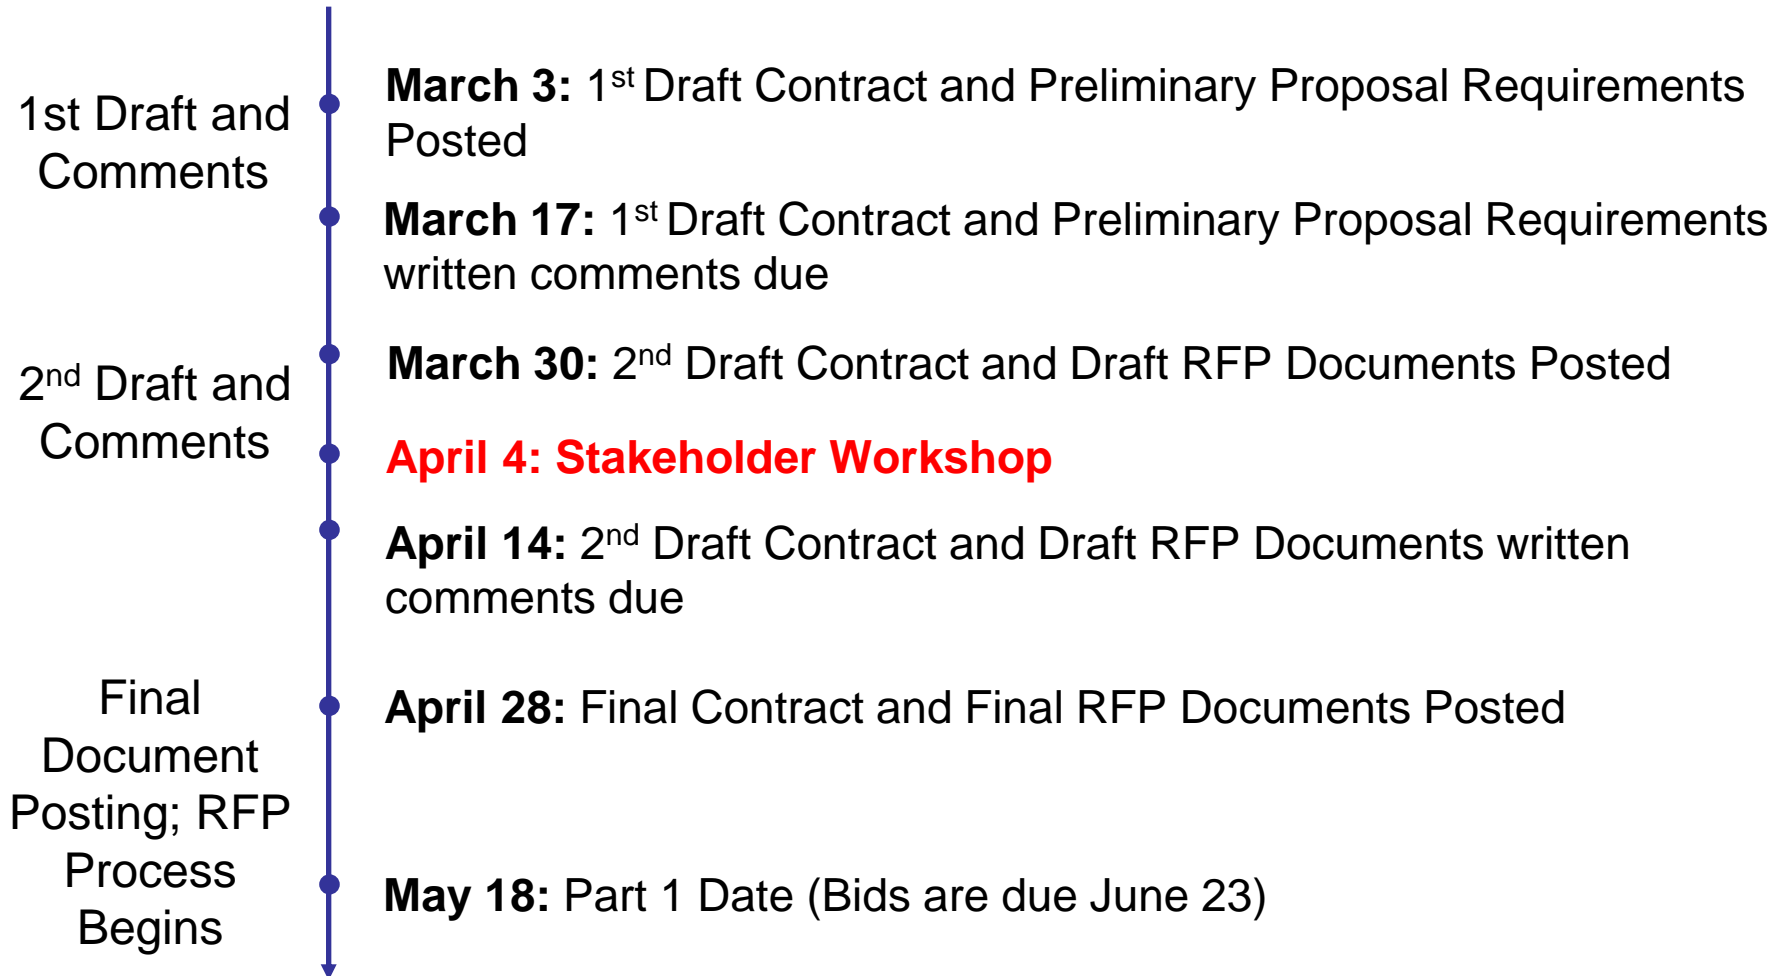 1st Draft and
Comments
March 3: 1st Draft Contract and Preliminary Proposal Requirements
Posted
March 17: 1st Draft Contract and Preliminary Proposal Requirements
written comments due
2nd Draft and
Comments
March 30: 2nd Draft Contract and Draft RFP Documents Posted
April 4: Stakeholder Workshop
April 14: 2nd Draft Contract and Draft RFP Documents written
comments due
Final
Document
Posting; RFP
Process
Begins
April 28: Final Contract and Final RFP Documents Posted
May 18: Part 1 Date (Bids are due June 23)